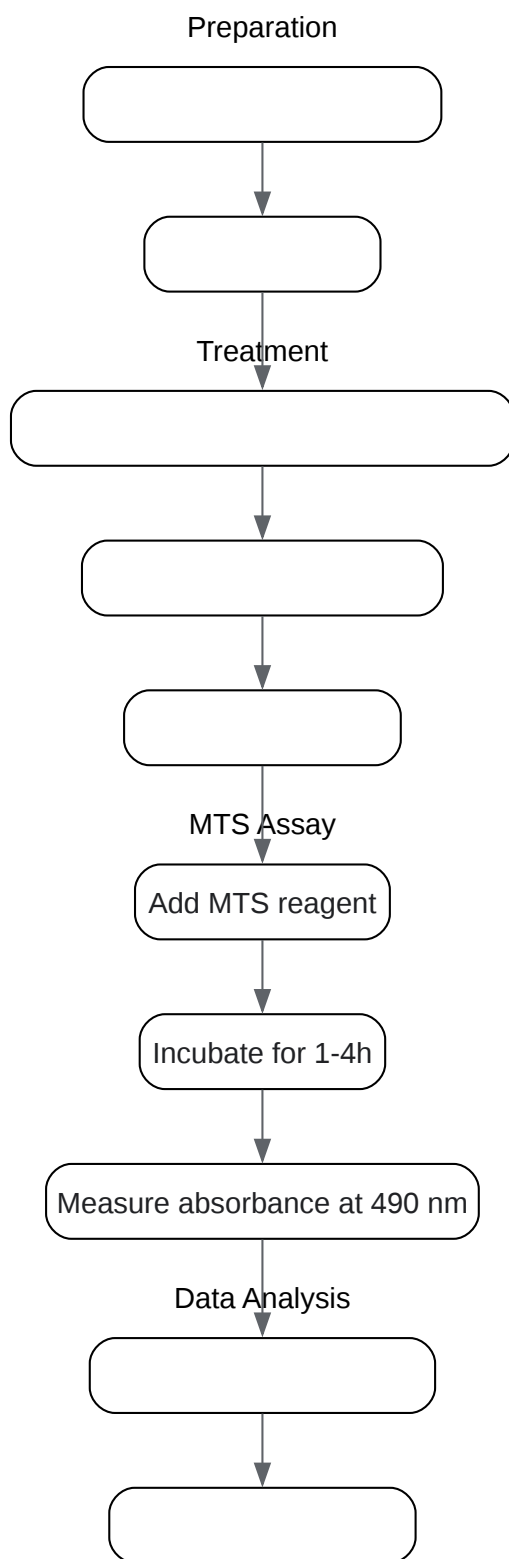 Preparation
Treatment
MTS Assay
Add MTS reagent
Incubate for 1-4h
Measure absorbance at 490 nm
Data Analysis